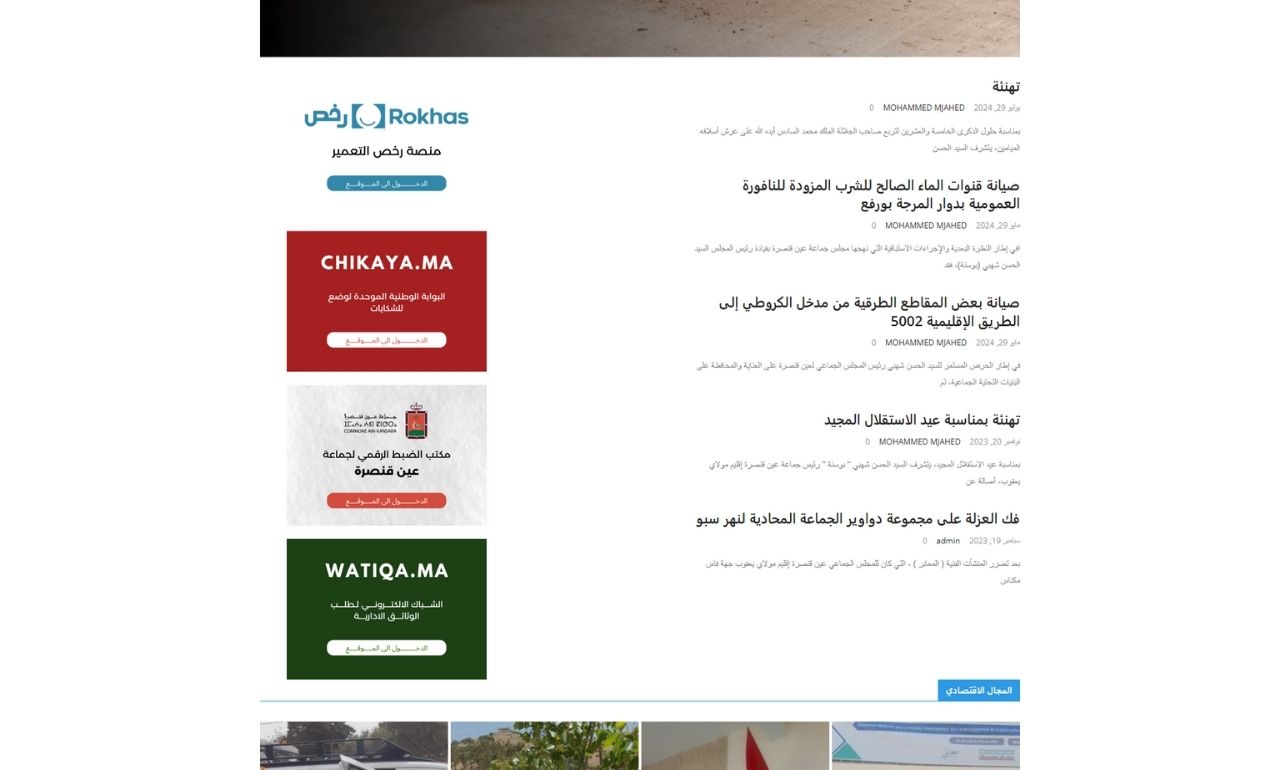 تهنئة
يوليو 29, 2024 MOHAMMED MJAHED 0
بمناسبة حلول الذكرى الخامسة والعشرين لتربع صاحب الجلالة الملك محمد السادس أيده الله على عرش أسلافه
الميامين، يتشرف السيد الحسن
صيانة قنوات الماء الصالح للشرب المزودة للنافورة
العمومية بدوار المرجة بورفع
مايو 29, 2024 MOHAMMED MJAHED 0
في إطار النظرة البعدية والإجراءات الاستباقية التي نهجها مجلس جماعة عين قنصرة بقيادة رئيس المجلس السيد
الحسن شهبي (بوستة)، فقد
صيانة بعض المقاطع الطرقية من مدخل الكروطي إلى
الطريق الإقليمية 5002
مايو 29, 2024 MOHAMMED MJAHED 0
في إطار الحرص المستمر للسيد الحسن شهبي رئيس المجلس الجماعي لعين قنصرة على العناية والمحافظة على
البنيات التحتية الجماعية، تم
تهنئة بمناسبة عيد الاستقلال المجيد
نوفمبر 20, 2023 MOHAMMED MJAHED 0
بمناسبة عيد الاستقلال المجيد، يتشرف السيد الحسن شهبي " بوستة " رئيس جماعة عين قنصرة إقليم مولاي
يعقوب، أصالة عن
فك العزلة على مجموعة دواوير الجماعة المحادية لنهر سبو
سبتمبر 19, 2023 admin 0
بعد تضرر المنشآت الفنية ( المعابر ) ، التي كان للمجلس الجماعي عين قنصرة إقليم مولاي يعقوب جهة فاس
مكناس
رخص Rokhas
منصة رخص التعمير
الدخول الى الموقع
CHIKAYA.MA
البوابة الوطنية الموحدة لوضع
للشكايات
الدخول الى الموقع
جماعة عين قنصرة
COMMUNE AIN KANSARA
مكتب الضبط الرقمي لجماعة
عين قنصرة
الدخول الى الموقع
WATIQA.MA
الشباك الالكتروني لطلب
الوثائق الادارية
الدخول الى الموقع
المجال الاقتصادي